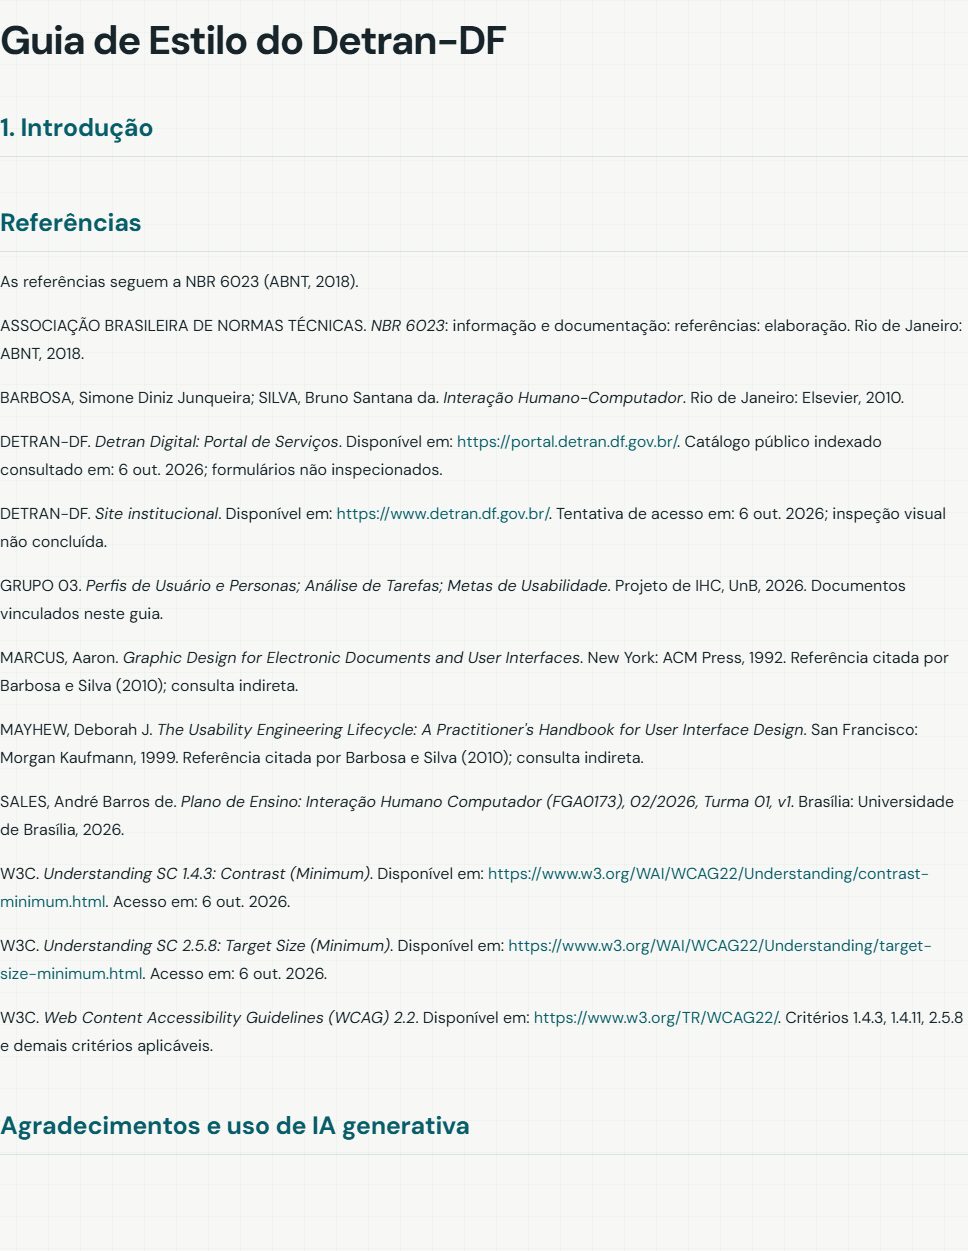 Guia de Estilo do Detran-DF
1. Introdução
Referências
As referências seguem a NBR 6023 (ABNT, 2018).
ASSOCIAÇÃO BRASILEIRA DE NORMAS TÉCNICAS. NBR 6023: informação e documentação: referências: elaboração. Rio de Janeiro:
ABNT, 2018.
BARBOSA, Simone Diniz Junqueira; SILVA, Bruno Santana da. Interação Humano-Computador. Rio de Janeiro: Elsevier, 2010.
DETRAN-DF. Detran Digital: Portal de Serviços. Disponível em: https://portal.detran.df.gov.br/. Catálogo público indexado
consultado em: 6 out. 2026; formulários não inspecionados.
DETRAN-DF. Site institucional. Disponível em: https://www.detran.df.gov.br/. Tentativa de acesso em: 6 out. 2026; inspeção visual
não concluída.
GRUPO 03. Perfis de Usuário e Personas; Análise de Tarefas; Metas de Usabilidade. Projeto de IHC, UnB, 2026. Documentos
vinculados neste guia.
MARCUS, Aaron. Graphic Design for Electronic Documents and User Interfaces. New York: ACM Press, 1992. Referência citada por
Barbosa e Silva (2010); consulta indireta.
MAYHEW, Deborah J. The Usability Engineering Lifecycle: A Practitioner's Handbook for User Interface Design. San Francisco:
Morgan Kaufmann, 1999. Referência citada por Barbosa e Silva (2010); consulta indireta.
SALES, André Barros de. Plano de Ensino: Interação Humano Computador (FGA0173), 02/2026, Turma 01, v1. Brasília: Universidade
de Brasília, 2026.
W3C. Understanding SC 1.4.3: Contrast (Minimum). Disponível em: https://www.w3.org/WAI/WCAG22/Understanding/contrast-
minimum.html. Acesso em: 6 out. 2026.
W3C. Understanding SC 2.5.8: Target Size (Minimum). Disponível em: https://www.w3.org/WAI/WCAG22/Understanding/target-
size-minimum.html. Acesso em: 6 out. 2026.
W3C. Web Content Accessibility Guidelines (WCAG) 2.2. Disponível em: https://www.w3.org/TR/WCAG22/. Critérios 1.4.3, 1.4.11, 2.5.8
e demais critérios aplicáveis.
Agradecimentos e uso de IA generativa